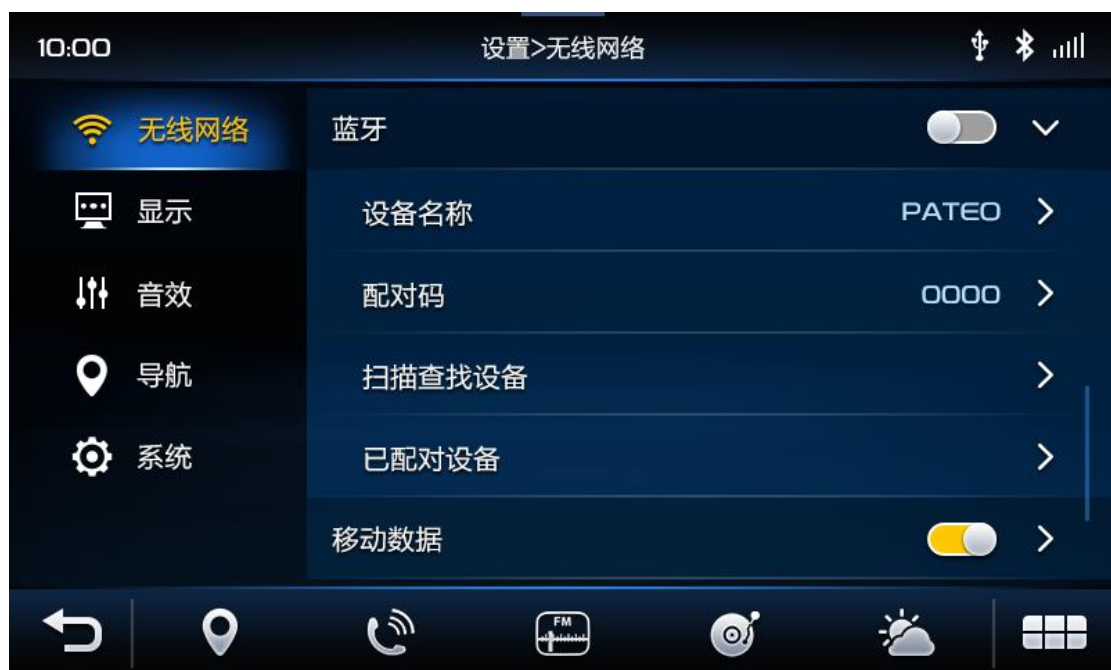 10:00
设置>无线网络
无线网络
蓝牙
显示
设备名称
PATEO
音效
配对码
0000
导航
扫描查找设备
系统
已配对设备
移动数据
FM